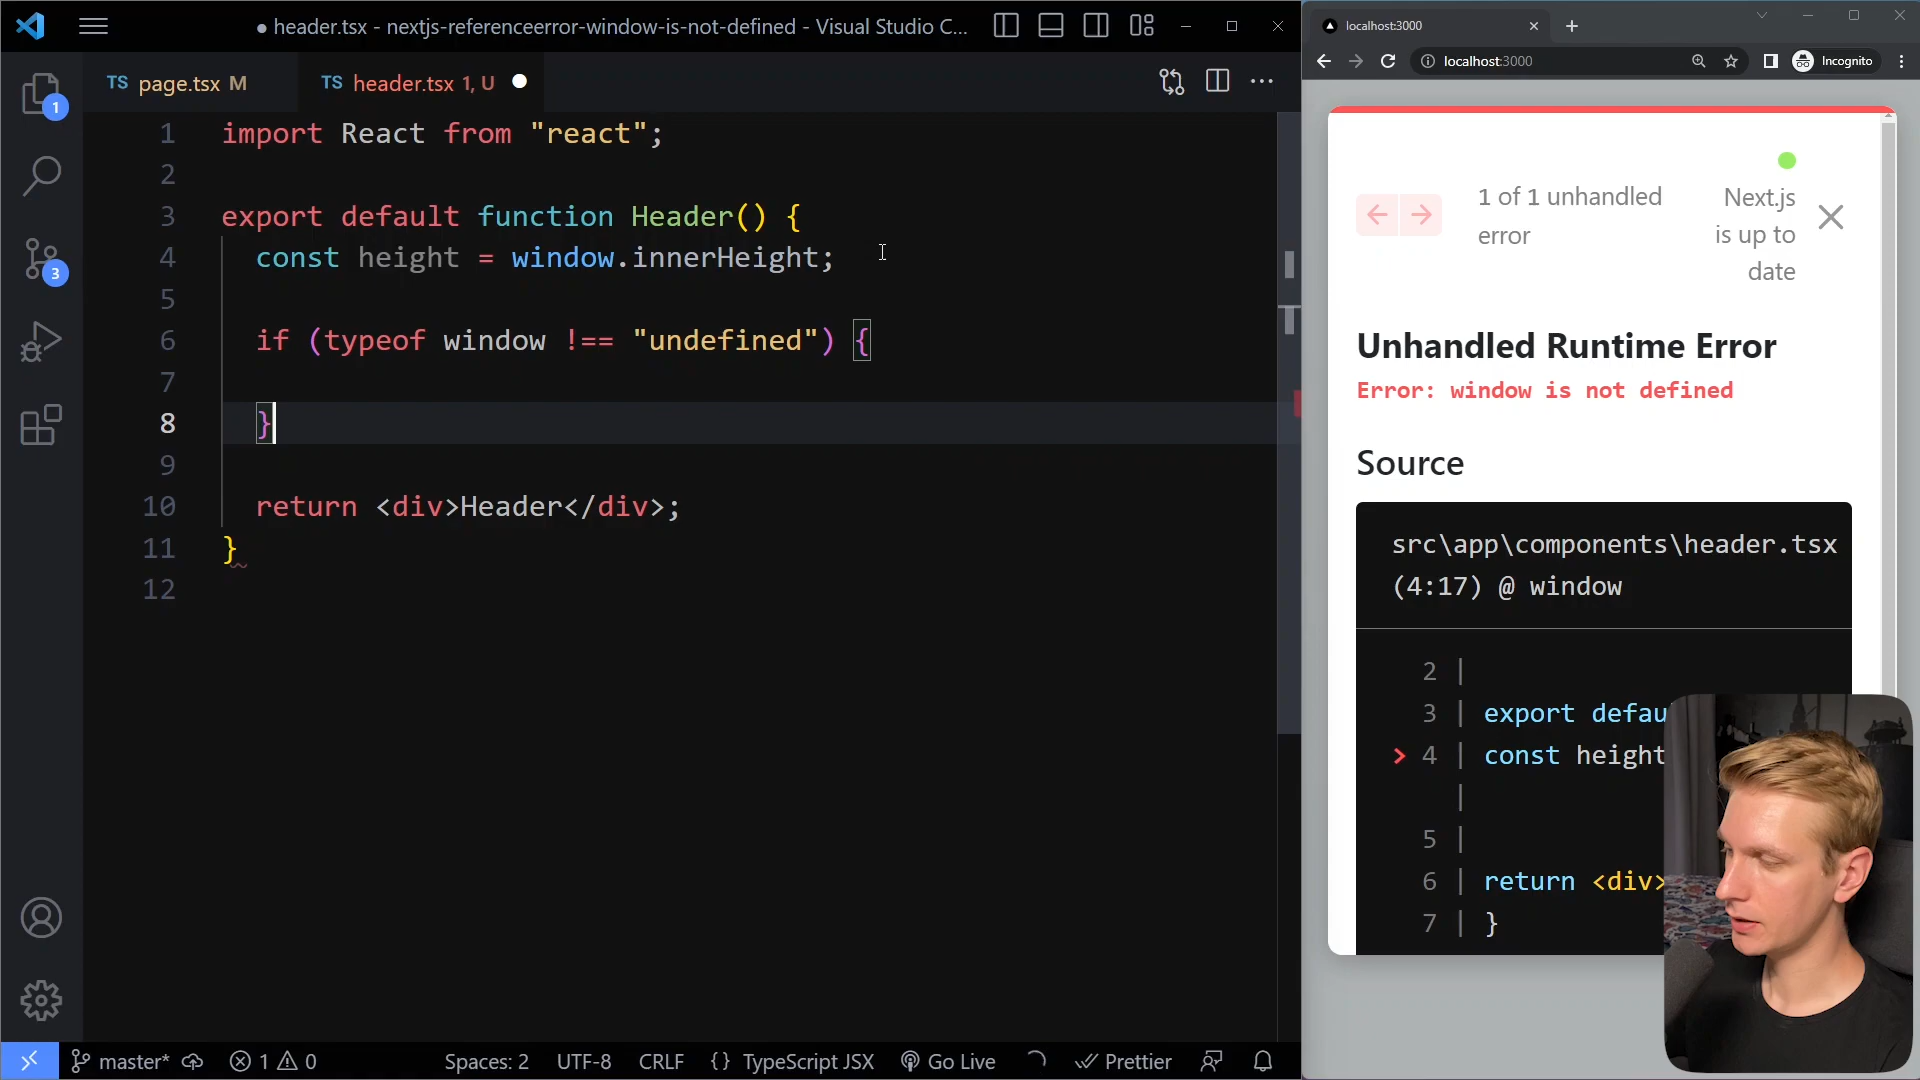 ● header.tsx - nextjs-referenceerror-window-is-not-defined - Visual Studio C...
TS page.tsx M
TS header.tsx 1, U ●
1 import React from "react";
2
3 export default function Header() {
4 const height = window.innerHeight;
5
6 if (typeof window !== "undefined") {
7
8 }
9
10 return <div>Header</div>;
11 }
12
1
3
master*
1
0
Spaces: 2
UTF-8
CRLF
{} TypeScript JSX
Go Live
Prettier
localhost:3000
localhost:3000
Incognito
1 of 1 unhandled
error
Next.js
is up to
date
Unhandled Runtime Error
Error: window is not defined
Source
src\app\components\header.tsx
(4:17) @ window
2 |
3 | export defau
> 4 | const height
|
5 |
6 | return <div>
7 | }